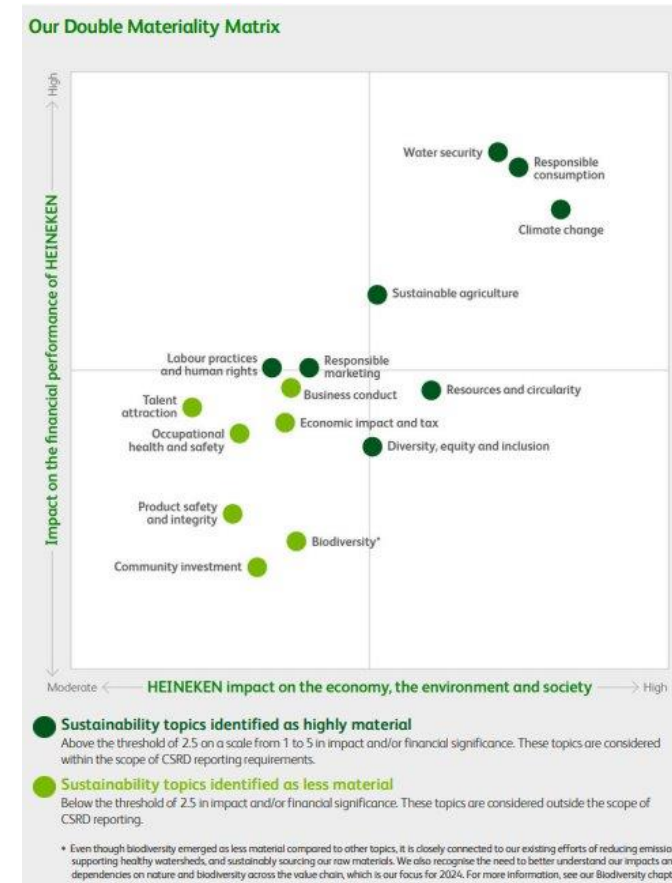 Our Double Materiality Matrix
High
Impact on the financial performance of HEINEKEN
Water security
Responsible
consumption
Climate change
Sustainable agriculture
Labour practices
and human rights
Responsible
marketing
Business conduct
Resources and circularity
Talent
attraction
Economic impact and tax
Occupational
health and safety
Diversity, equity and inclusion
Product safety
and integrity
Biodiversity*
Community investment
Moderate
HEINEKEN impact on the economy, the environment and society
High
Sustainability topics identified as highly material
Above the threshold of 2.5 on a scale from 1 to 5 in impact and/or financial significance. These topics are considered
within the scope of CSRD reporting requirements.
Sustainability topics identified as less material
Below the threshold of 2.5 in impact and/or financial significance. These topics are considered outside the scope of
CSRD reporting.
* Even though biodiversity emerged as less material compared to other topics, it is closely connected to our existing efforts of reducing emissio
supporting healthy watersheds, and sustainably sourcing our raw materials. We also recognise the need to better understand our impacts an
dependencies on nature and biodiversity across the value chain, which is our focus for 2024. For more information, see our Biodiversity chapt